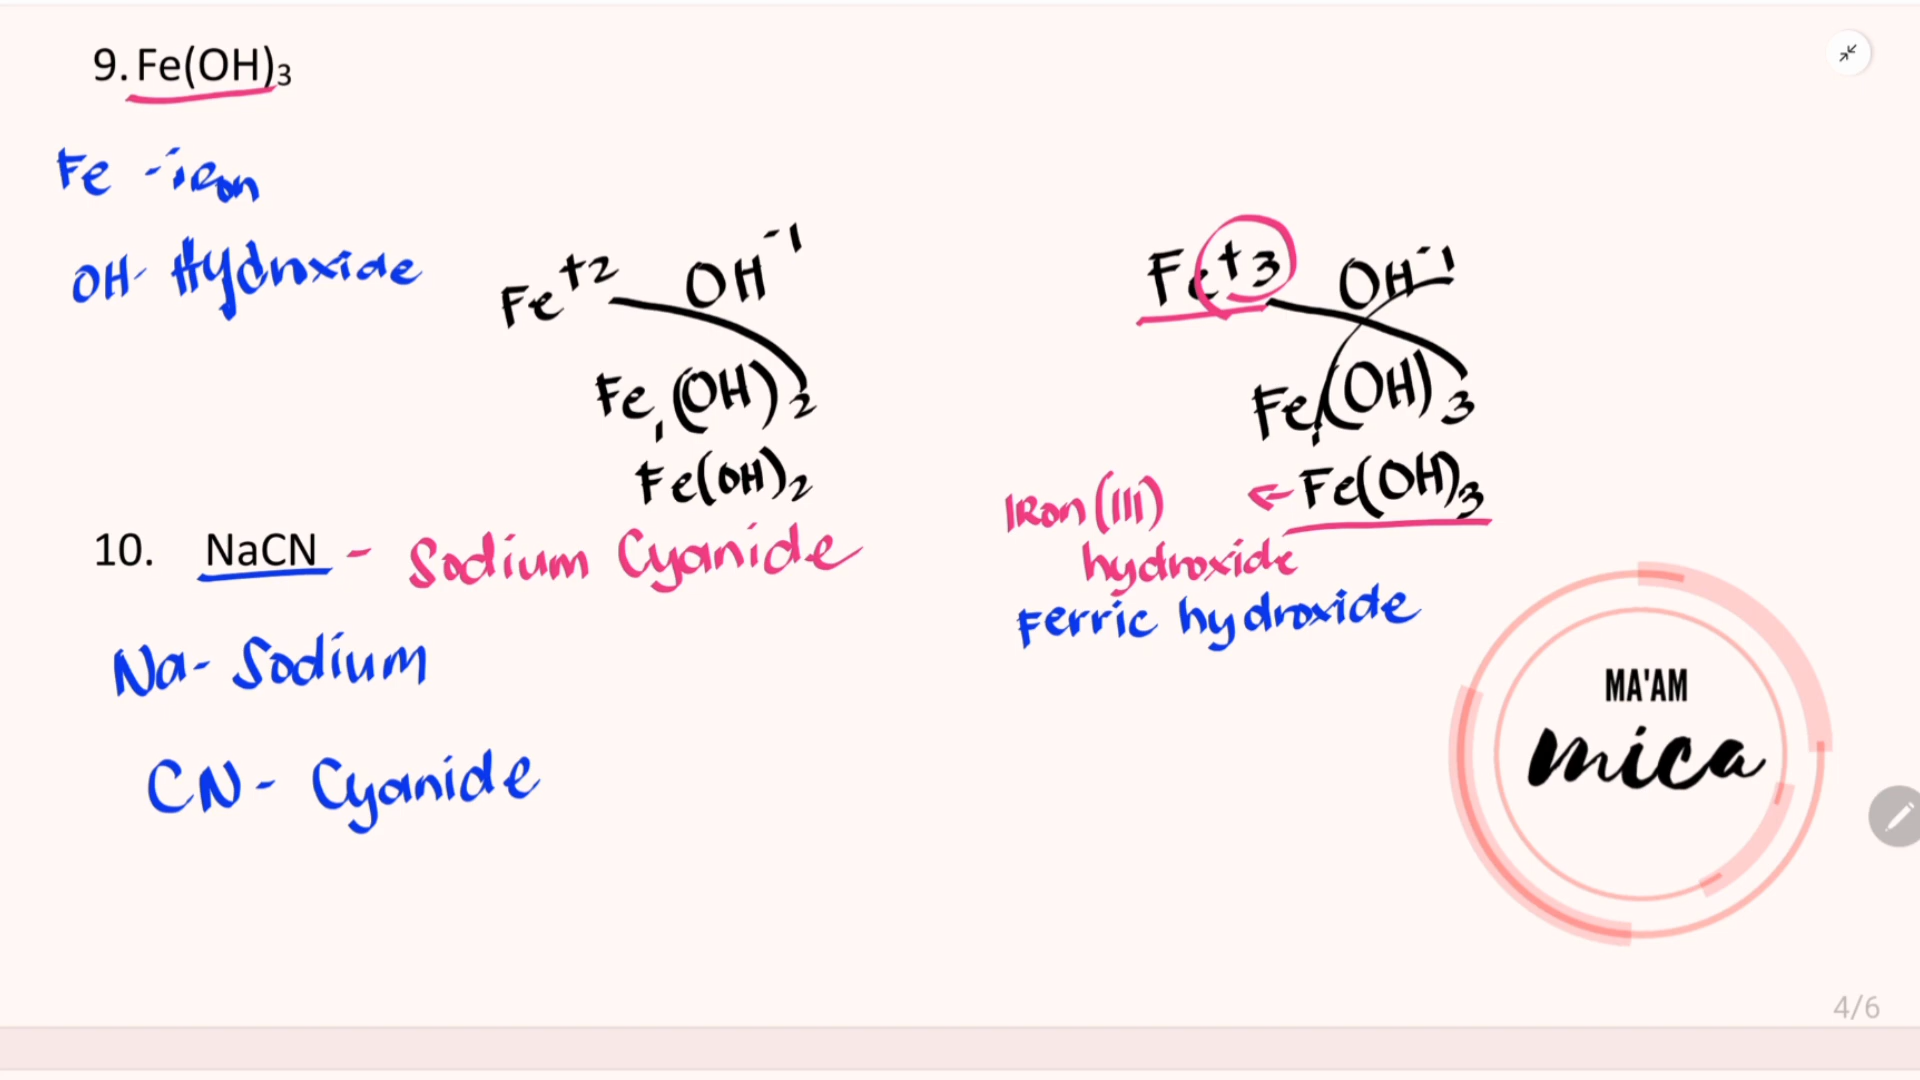 9. Fe(OH)₃
Fe - iron
OH- Hydroxide
Fe⁺² OH⁻¹
Fe₁(OH)₂
Fe(OH)₂
Fe⁺³ OH⁻¹
Fe₁(OH)₃
← Fe(OH)₃
Iron (III)
hydroxide
Ferric hydroxide
10. NaCN - Sodium Cyanide
Na- Sodium
CN- Cyanide
MA'AM
mica
4/6